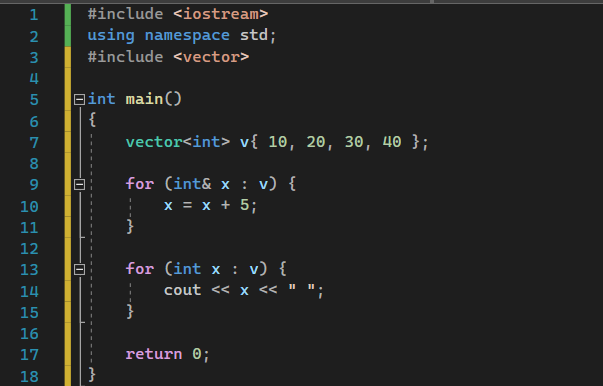 1 #include <iostream>
2 using namespace std;
3 #include <vector>
4
5 int main()
6 {
7 vector<int> v{ 10, 20, 30, 40 };
8
9 for (int& x : v) {
10 x = x + 5;
11 }
12
13 for (int x : v) {
14 cout << x << " ";
15 }
16
17 return 0;
18 }